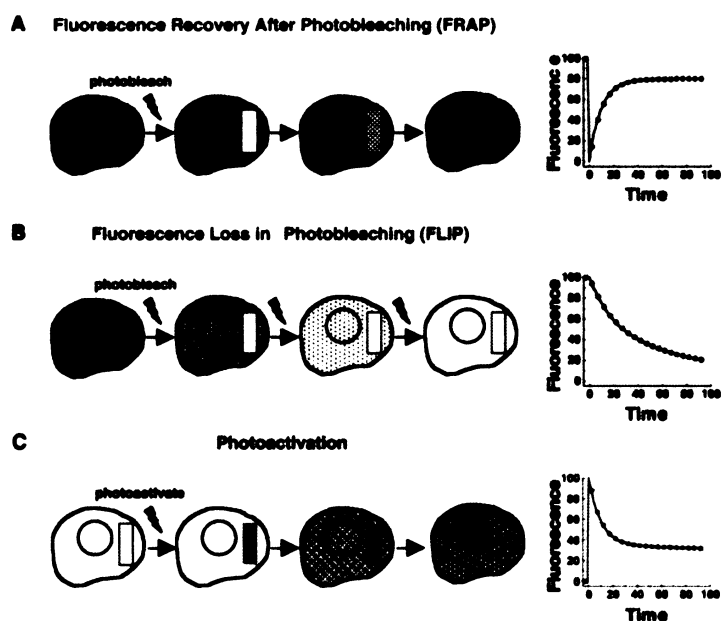 A Fluorescence Recovery After Photobleaching (FRAP)
photobleach
Fluorescenc e
100
80
60
40
20
0
0 20 40 60 80 100
Time
B Fluorescence Loss in Photobleaching (FLIP)
photobleach
Fluorescence
100
80
60
40
20
0
0 20 40 60 80 100
Time
C Photoactivation
photoactivate
Fluorescence
100
80
60
40
20
0
0 20 40 60 80 100
Time